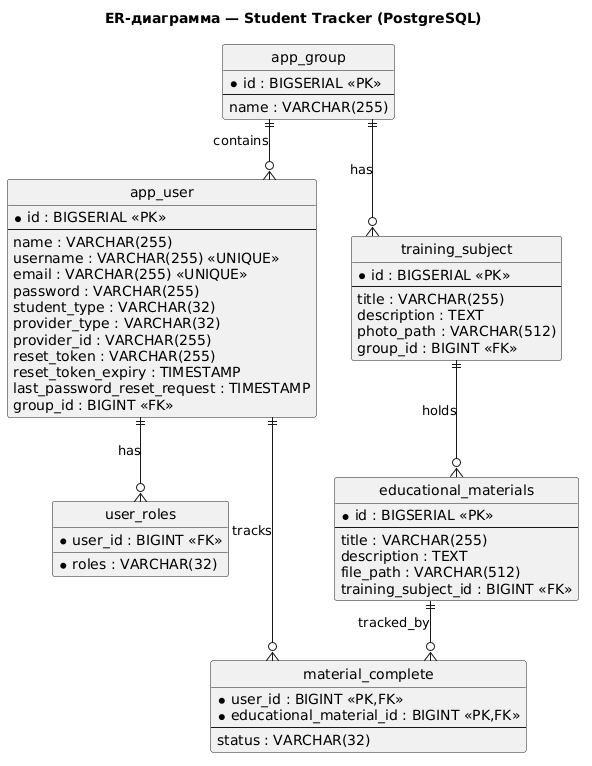 ER-диаграмма — Student Tracker (PostgreSQL)
app_group
id : BIGSERIAL «PK»
name : VARCHAR(255)
contains
has
app_user
id : BIGSERIAL «PK»
name : VARCHAR(255)
username : VARCHAR(255) «UNIQUE»
email : VARCHAR(255) «UNIQUE»
password : VARCHAR(255)
student_type : VARCHAR(32)
provider_type : VARCHAR(32)
provider_id : VARCHAR(255)
reset_token : VARCHAR(255)
reset_token_expiry : TIMESTAMP
last_password_reset_request : TIMESTAMP
group_id : BIGINT «FK»
training_subject
id : BIGSERIAL «PK»
title : VARCHAR(255)
description : TEXT
photo_path : VARCHAR(512)
group_id : BIGINT «FK»
has
tracks
holds
user_roles
user_id : BIGINT «FK»
roles : VARCHAR(32)
educational_materials
id : BIGSERIAL «PK»
title : VARCHAR(255)
description : TEXT
file_path : VARCHAR(512)
training_subject_id : BIGINT «FK»
tracked_by
material_complete
user_id : BIGINT «PK,FK»
educational_material_id : BIGINT «PK,FK»
status : VARCHAR(32)